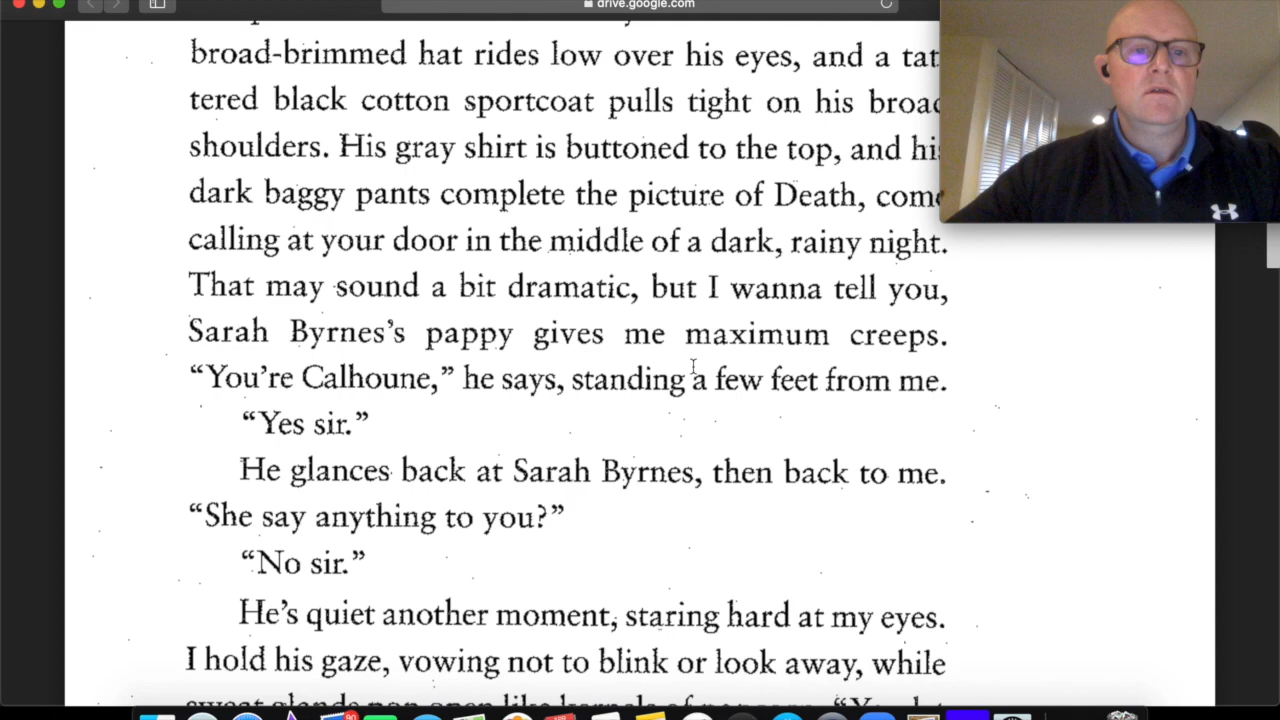 drive.google.com
broad-brimmed hat rides low over his eyes, and a tat
tered black cotton sportcoat pulls tight on his broad
shoulders. His gray shirt is buttoned to the top, and his
dark baggy pants complete the picture of Death, come
calling at your door in the middle of a dark, rainy night.
That may sound a bit dramatic, but I wanna tell you,
Sarah Byrnes's pappy gives me maximum creeps.
“You're Calhoune,” he says, standing a few feet from me.
“Yes sir.”
He glances back at Sarah Byrnes, then back to me.
“She say anything to you?”
“No sir.”
He's quiet another moment, staring hard at my eyes.
I hold his gaze, vowing not to blink or look away, while